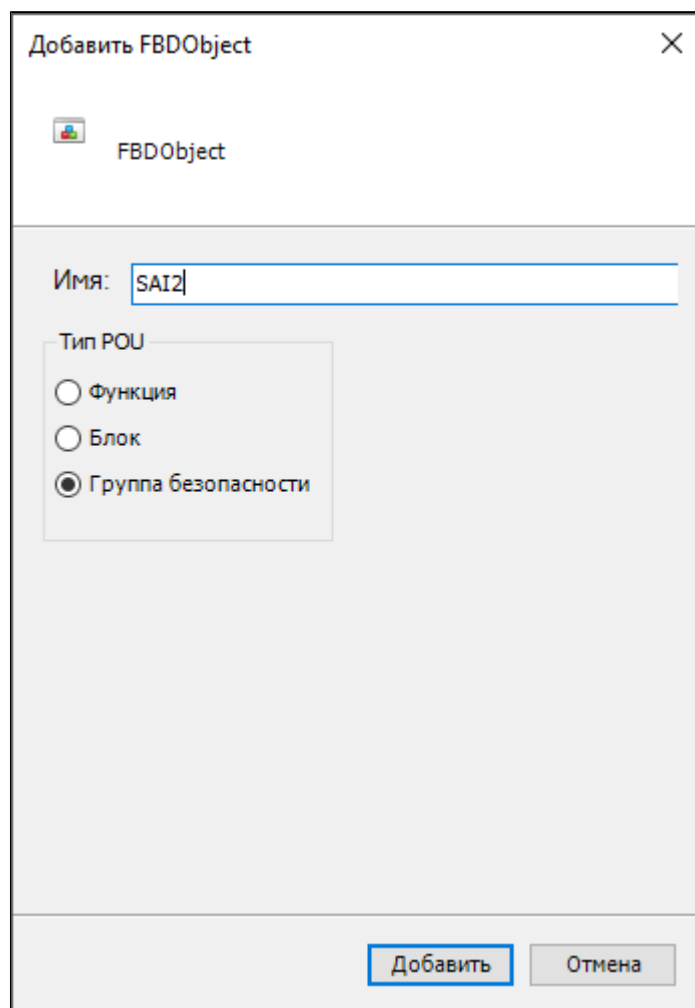 Добавить FBDObject
FBDObject
Имя: SAI2
Тип POU
Функция
Блок
Группа безопасности
Добавить Отмена